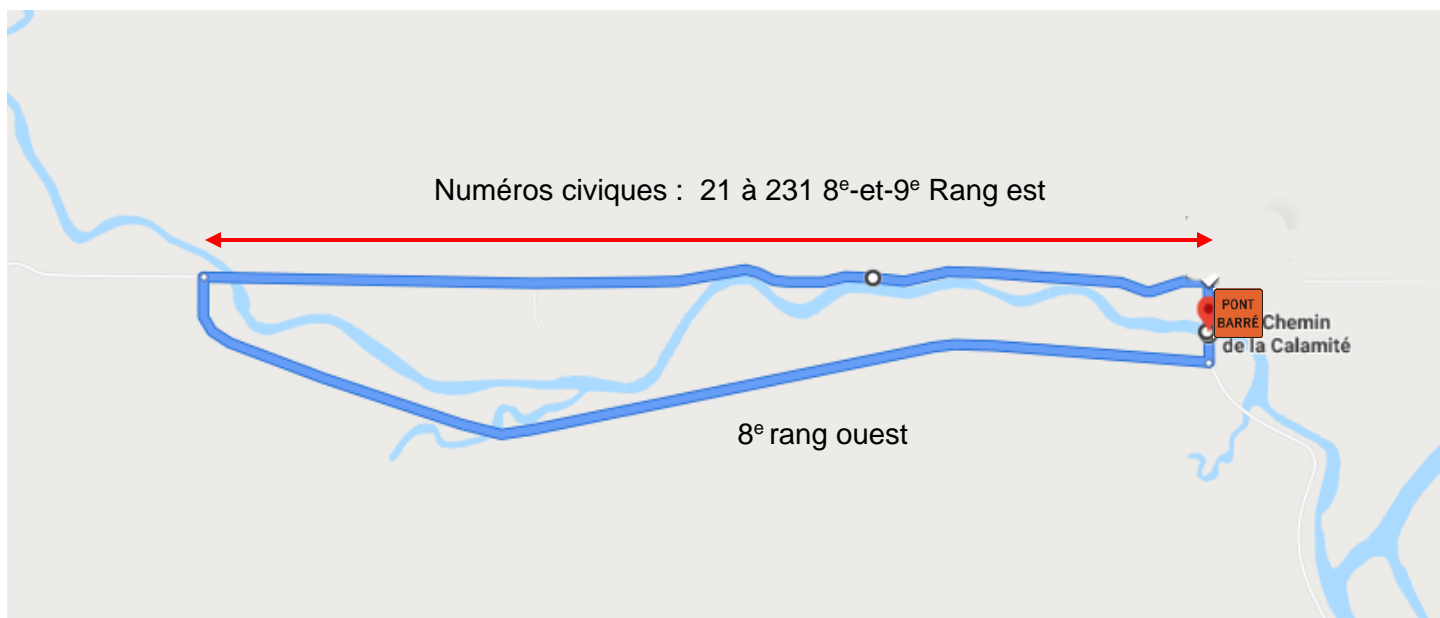 Numéros civiques : 21 à 231 8e-et-9e Rang est
PONT
BARRÉ
Chemin
de la Calamité
8e rang ouest